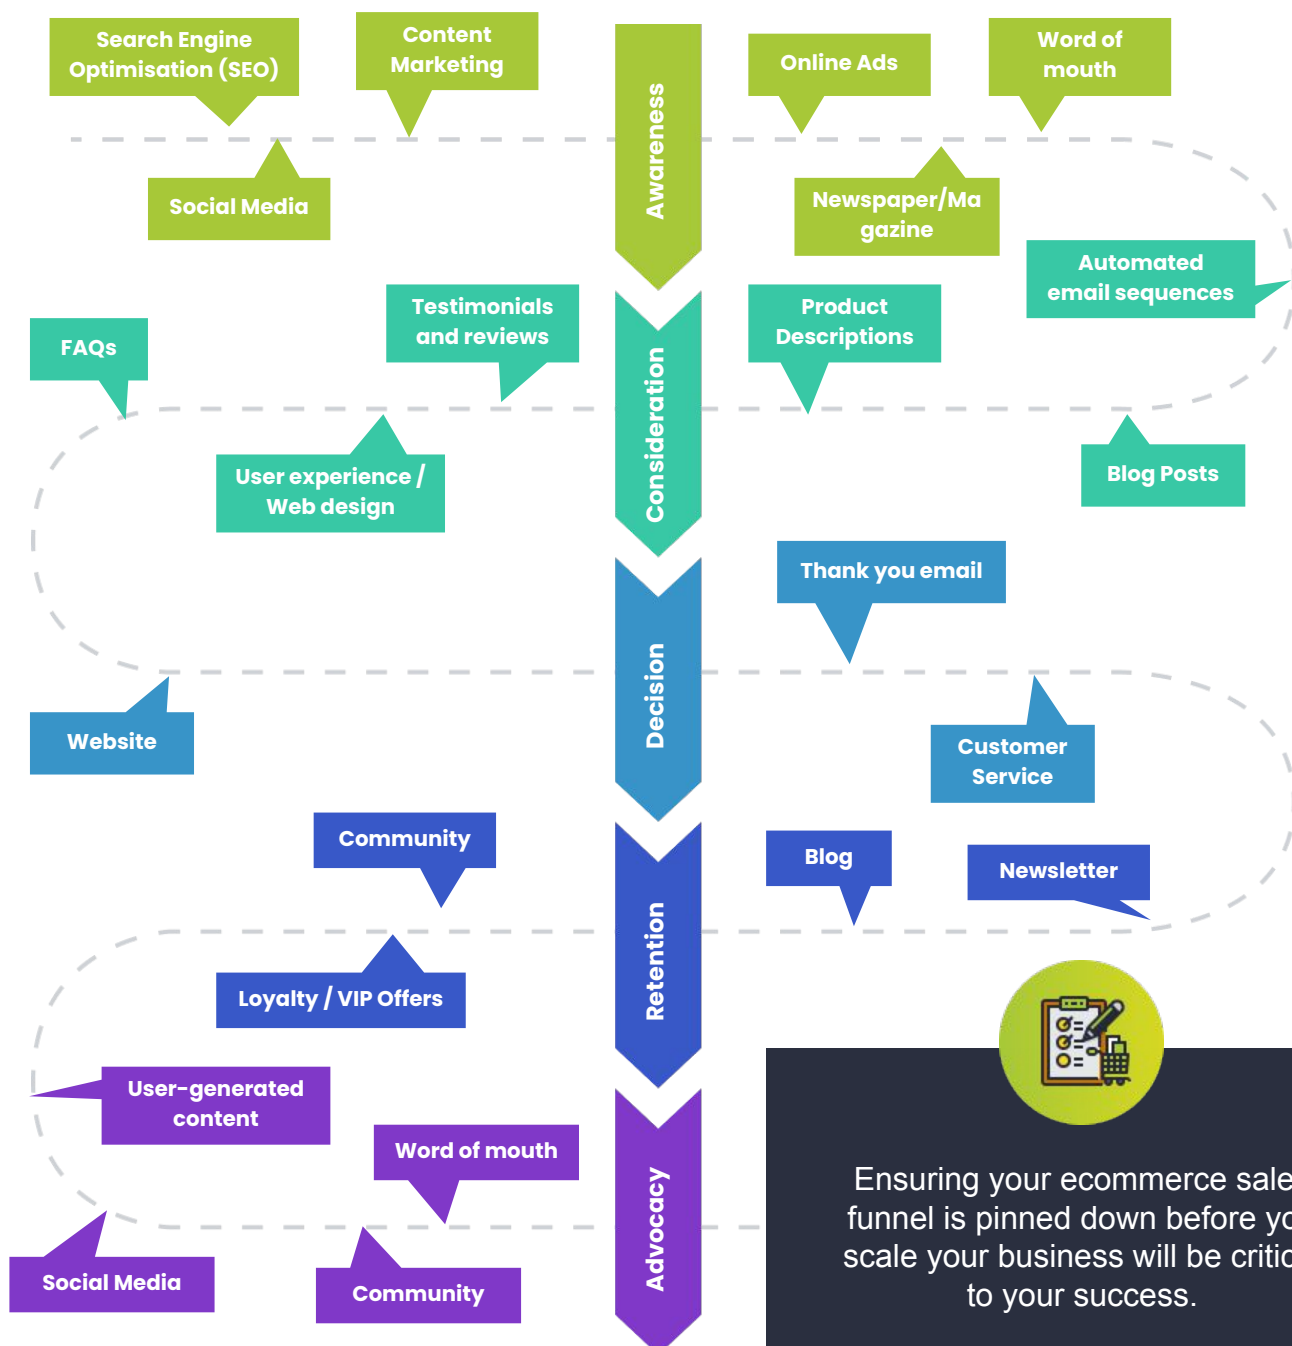 Search Engine
Optimisation (SEO)
Content
Marketing
Online Ads
Word of
mouth
Social Media
Newspaper/Ma
gazine
Awareness
Automated
email sequences
Testimonials
and reviews
Product
Descriptions
FAQs
Consideration
User experience /
Web design
Blog Posts
Thank you email
Decision
Website
Customer
Service
Community
Blog
Newsletter
Retention
Loyalty / VIP Offers
User-generated
content
Word of mouth
Advocacy
Social Media
Community
Ensuring your ecommerce sale
funnel is pinned down before yo
scale your business will be critic
to your success.